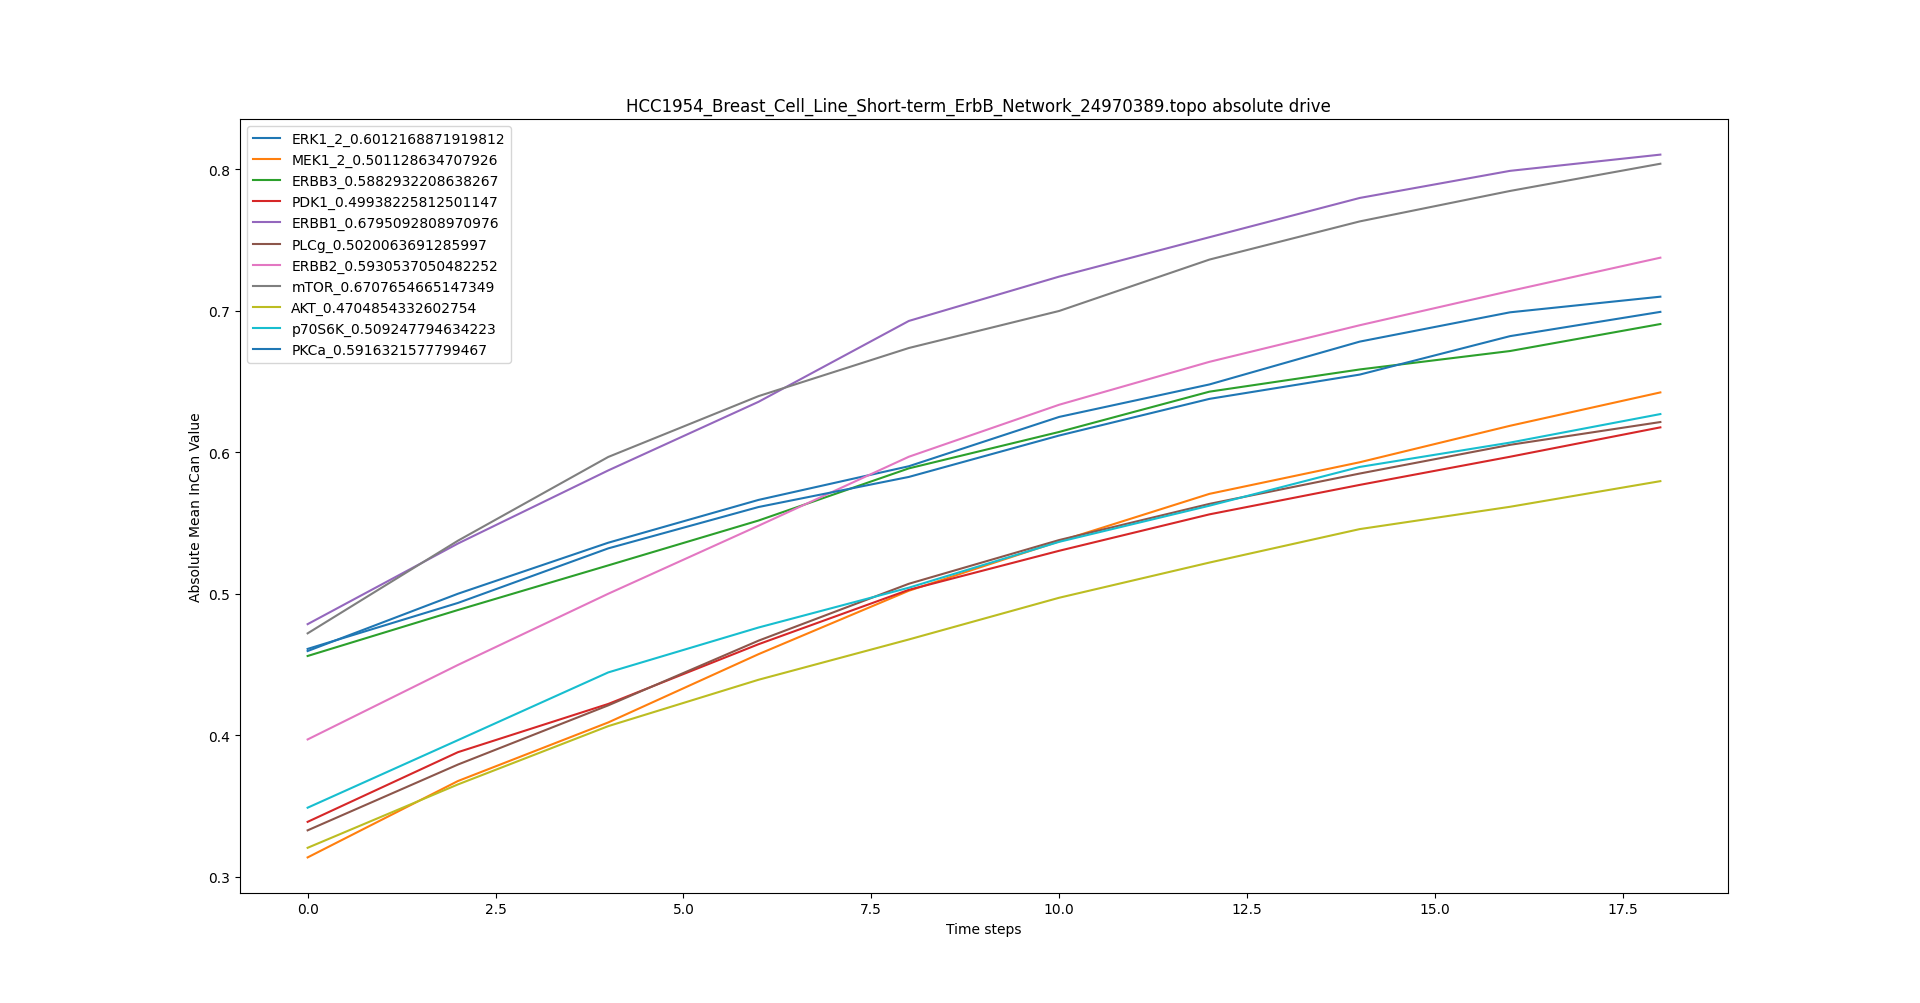 HCC1954_Breast_Cell_Line_Short-term_ErbB_Network_24970389.topo absolute drive
ERK1_2_0.6012168871919812
MEK1_2_0.501128634707926
ERBB3_0.5882932208638267
PDK1_0.49938225812501147
ERBB1_0.6795092808970976
PLCg_0.5020063691285997
ERBB2_0.5930537050482252
mTOR_0.6707654665147349
AKT_0.4704854332602754
p70S6K_0.509247794634223
PKCa_0.5916321577799467
Absolute Mean InCan Value
0.8
0.7
0.6
0.5
0.4
0.3
0.0 2.5 5.0 7.5 10.0 12.5 15.0 17.5
Time steps